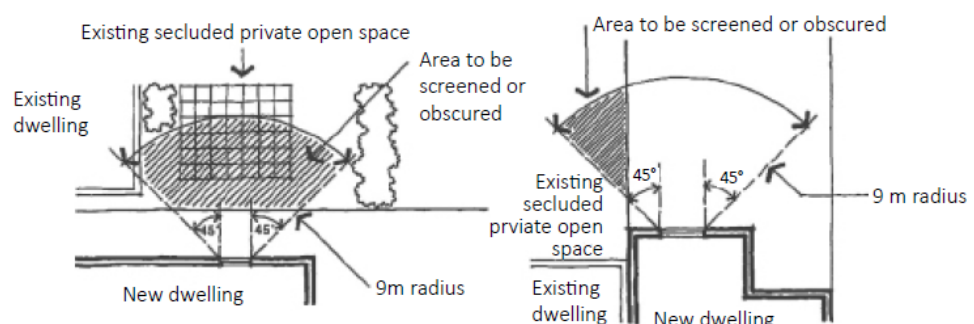 Existing secluded private open space
Existing
dwelling
Area to be
screened or
obscured
45°
45°
New dwelling
9m radius
Area to be screened or obscured
45°
45°
9 m radius
Existing
secluded
prviate open
space
Existing
dwelling
New dwelling